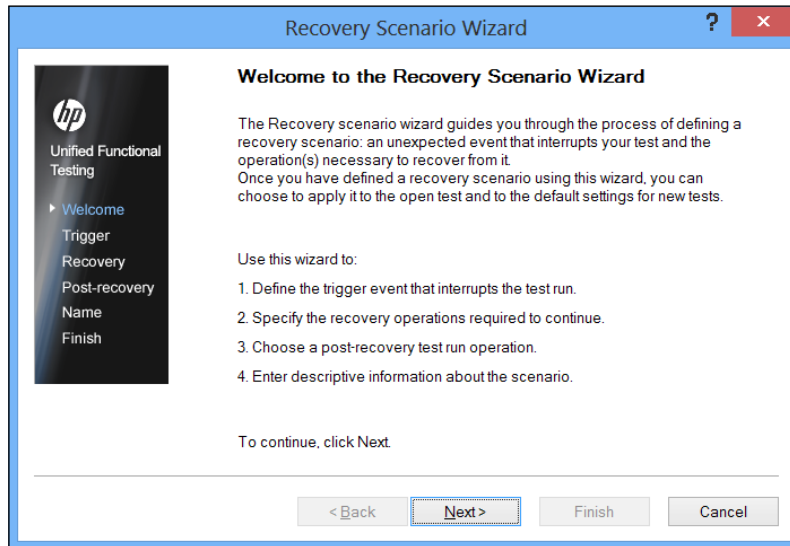 Recovery Scenario Wizard
?
x
hp
Unified Functional
Testing
Welcome
Trigger
Recovery
Post-recovery
Name
Finish
Welcome to the Recovery Scenario Wizard
The Recovery scenario wizard guides you through the process of defining a
recovery scenario: an unexpected event that interrupts your test and the
operation(s) necessary to recover from it.
Once you have defined a recovery scenario using this wizard, you can
choose to apply it to the open test and to the default settings for new tests.
Use this wizard to:
1. Define the trigger event that interrupts the test run.
2. Specify the recovery operations required to continue.
3. Choose a post-recovery test run operation.
4. Enter descriptive information about the scenario.
To continue, click Next.
< Back
Next >
Finish
Cancel